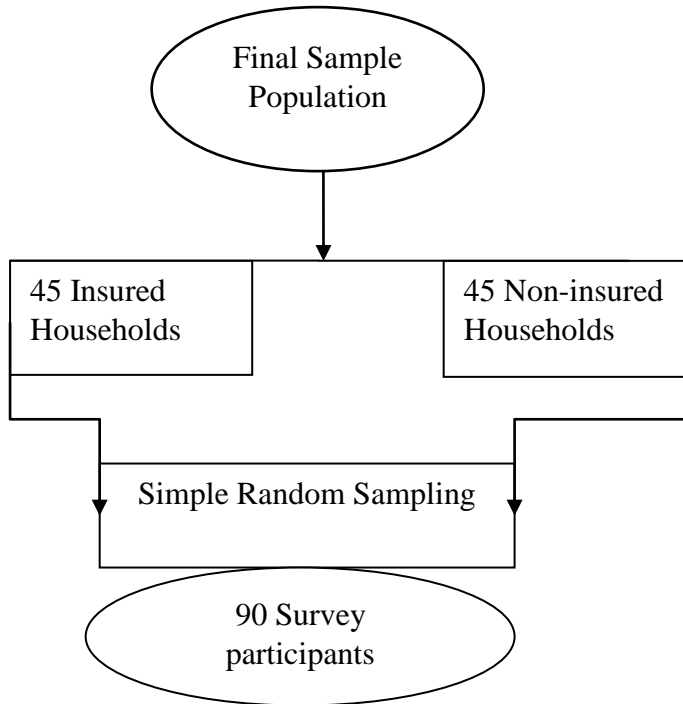 Final Sample
Population
45 Insured
Households
45 Non-insured
Households
Simple Random Sampling
90 Survey
participants